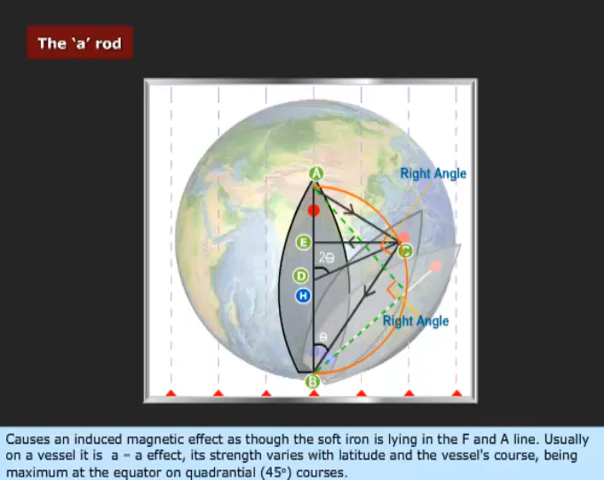 The 'a' rod
A
Right Angle
E
C
2Θ
D
H
Right Angle
Θ
B
Causes an induced magnetic effect as though the soft iron is lying in the F and A line. Usually
on a vessel it is a – a effect, its strength varies with latitude and the vessel's course, being
maximum at the equator on quadrantial (45°) courses.